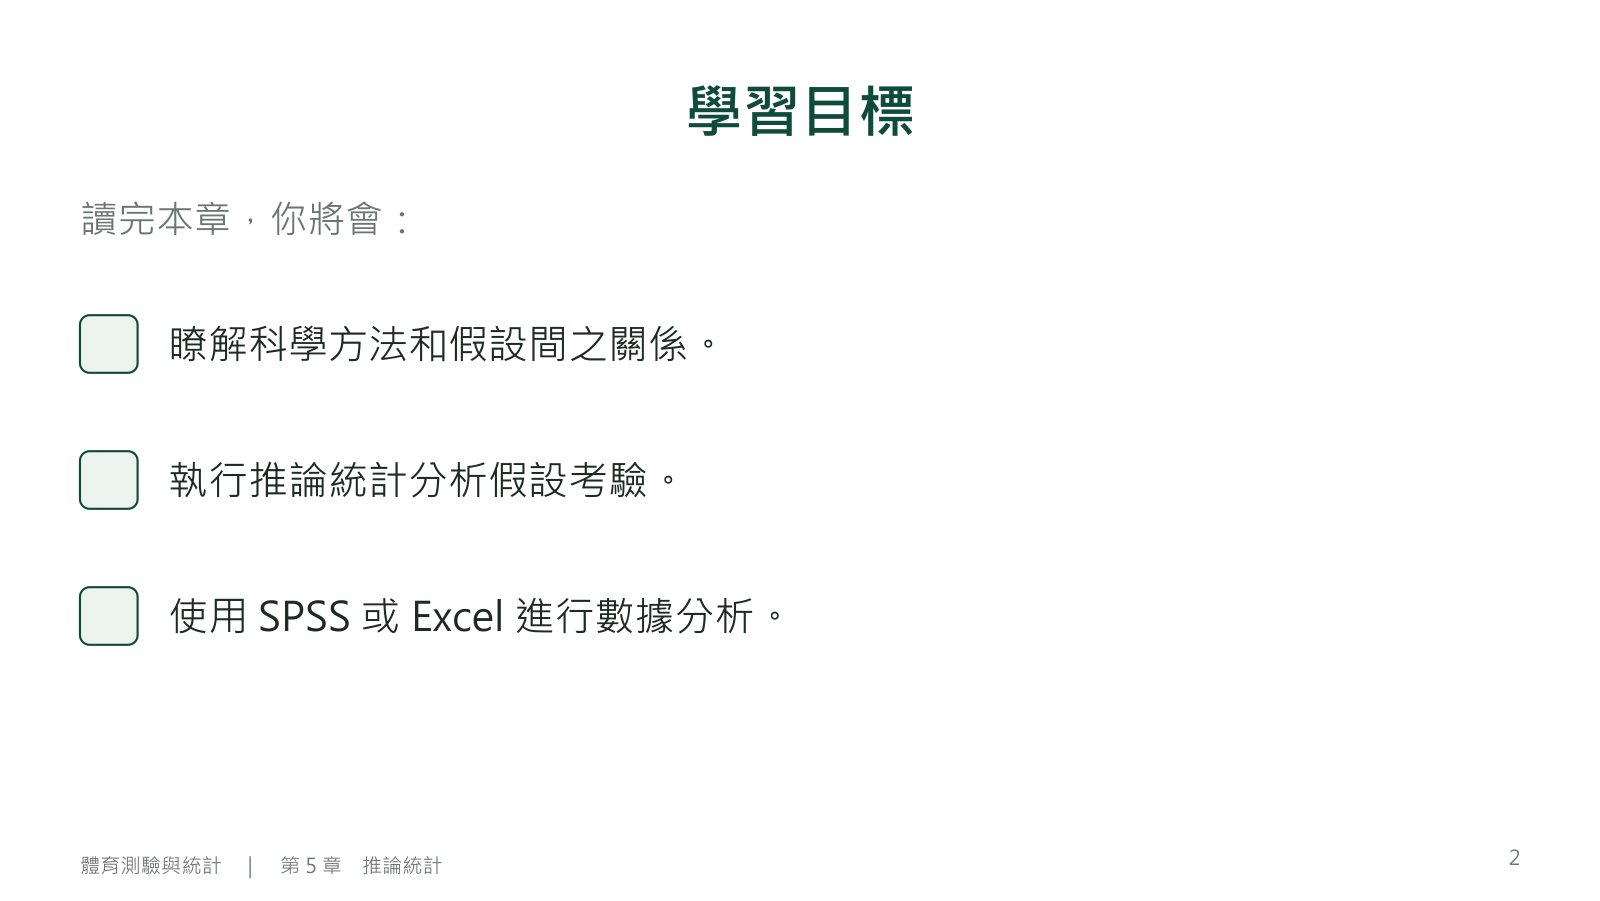 學習目標
讀完本章，你將會：
瞭解科學方法和假設間之關係。
執行推論統計分析假設考驗。
使用 SPSS 或 Excel 進行數據分析。
體育測驗與統計　|　第 5 章　推論統計
2